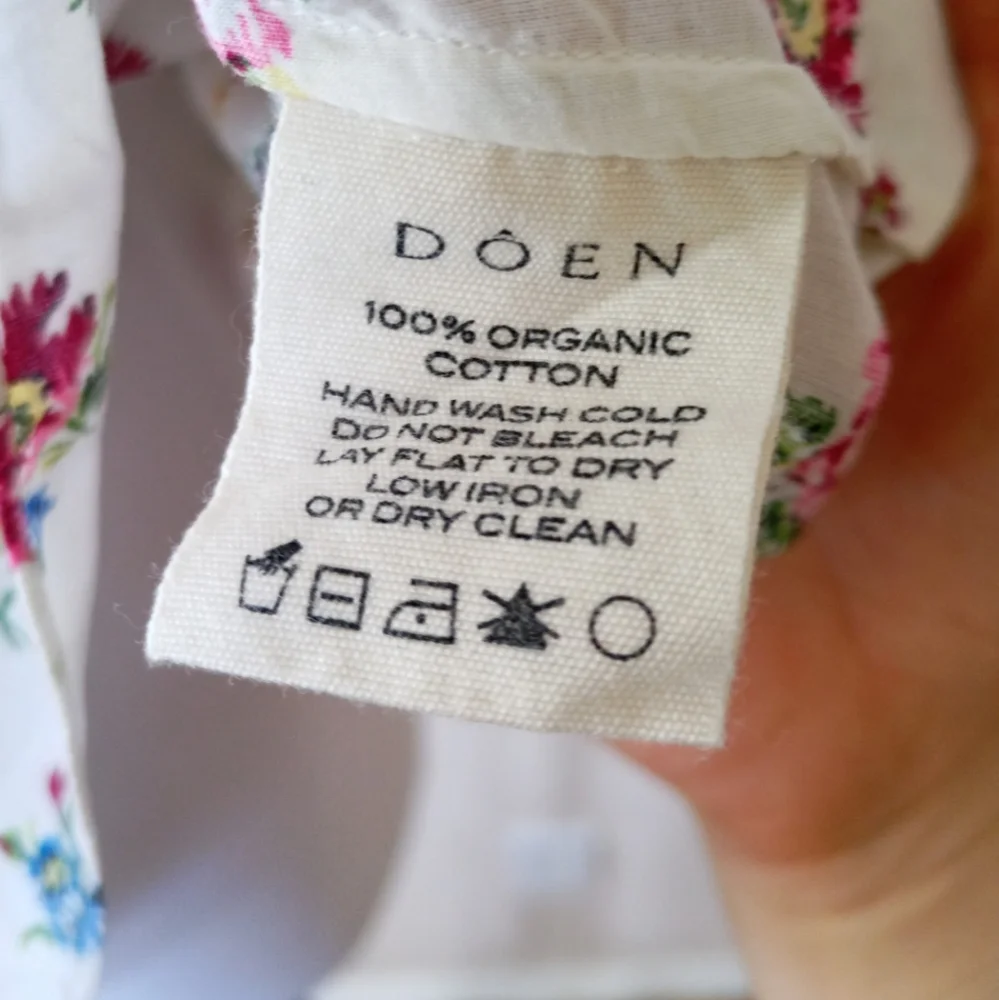 DÔEN
100% ORGANIC
COTTON
HAND WASH COLD
DO NOT BLEACH
LAY FLAT TO DRY
LOW IRON
OR DRY CLEAN